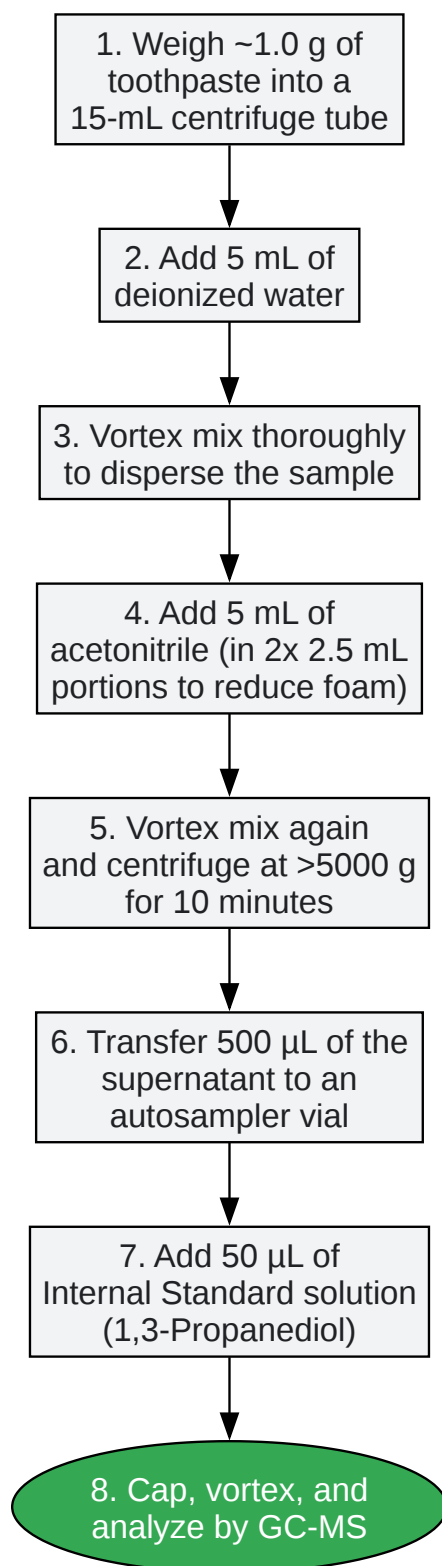 1. Weigh ~1.0 g of
toothpaste into a
15-mL centrifuge tube
2. Add 5 mL of
deionized water
3. Vortex mix thoroughly
to disperse the sample
4. Add 5 mL of
acetonitrile (in 2x 2.5 mL
portions to reduce foam)
5. Vortex mix again
and centrifuge at >5000 g
for 10 minutes
6. Transfer 500 µL of the
supernatant to an
autosampler vial
7. Add 50 µL of
Internal Standard solution
(1,3-Propanediol)
8. Cap, vortex, and
analyze by GC-MS